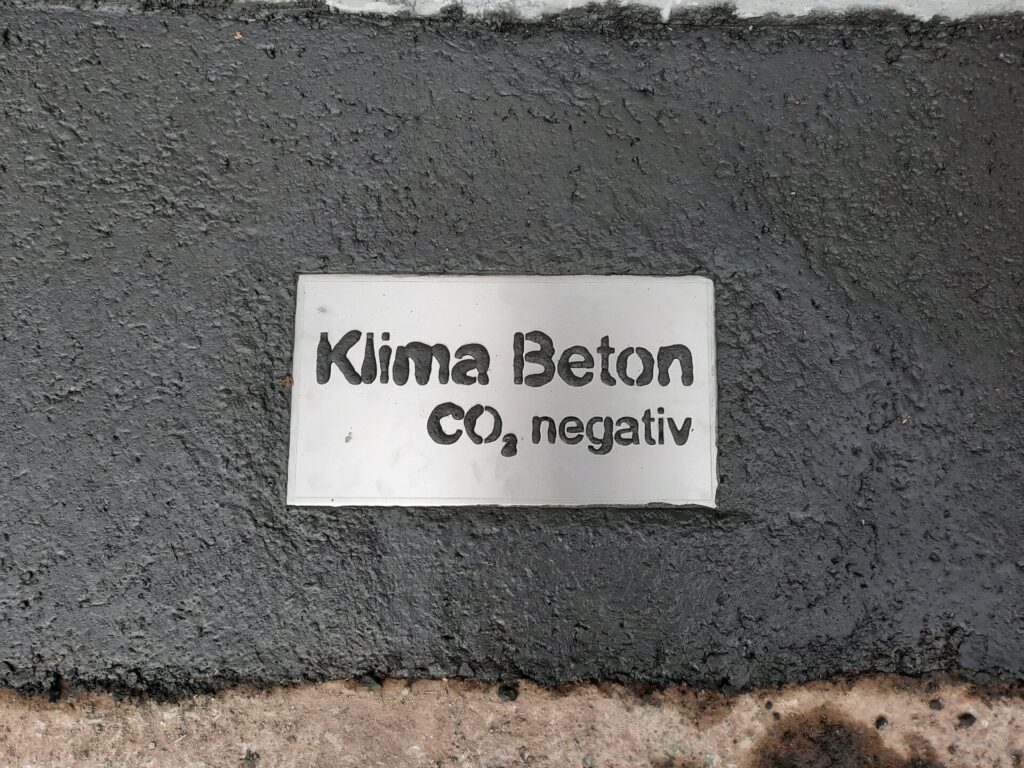 Klima Beton
CO₂ negativ